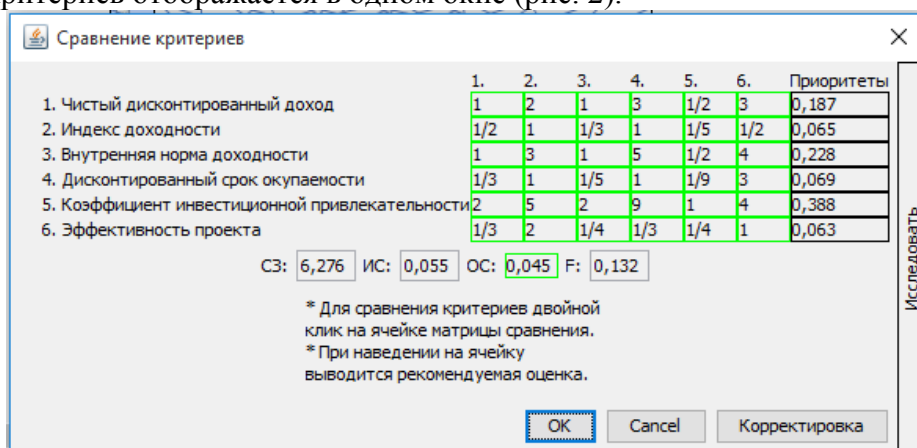 ритериев отображается в одном окне (рис. 2).
Сравнение критериев
1. 2. 3. 4. 5. 6. Приоритеты
1. Чистый дисконтированный доход 1 2 1 3 1/2 3 0,187
2. Индекс доходности 1/2 1 1/3 1 1/5 1/2 0,065
3. Внутренняя норма доходности 1 3 1 5 1/2 4 0,228
4. Дисконтированный срок окупаемости 1/3 1 1/5 1 1/9 3 0,069
5. Коэффициент инвестиционной привлекательности 2 5 2 9 1 4 0,388
6. Эффективность проекта 1/3 2 1/4 1/3 1/4 1 0,063
СЗ: 6,276 ИС: 0,055 ОС: 0,045 F: 0,132
* Для сравнения критериев двойной
клик на ячейке матрицы сравнения.
* При наведении на ячейку
выводится рекомендуемая оценка.
OK Cancel Корректировка
Исследовать